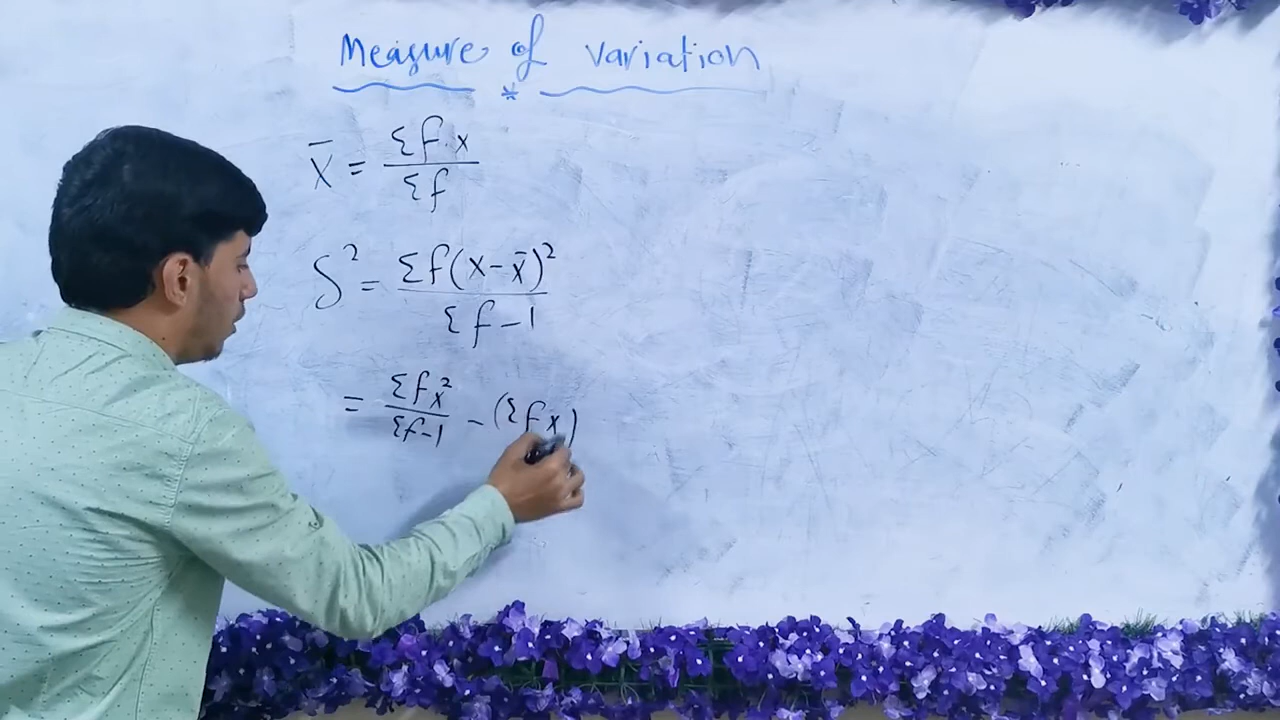 Measure of variation
*
x̄ = Σf·x / Σf
S² = Σf(x-x̄)² / Σf-1
= Σfx² / Σf-1 - (Σfx)